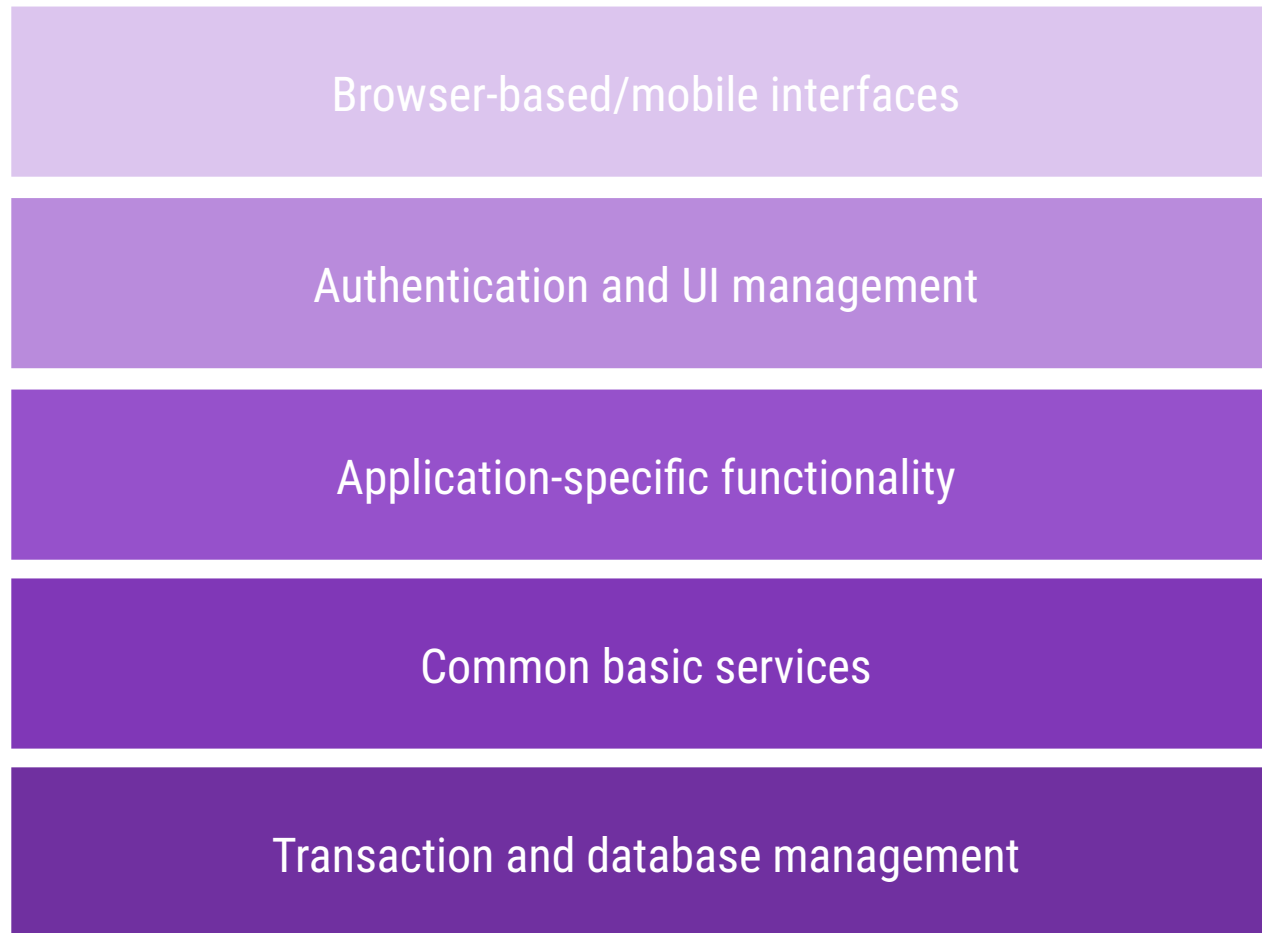 Browser-based/mobile interfaces
Authentication and UI management
Application-specific functionality
Common basic services
Transaction and database management